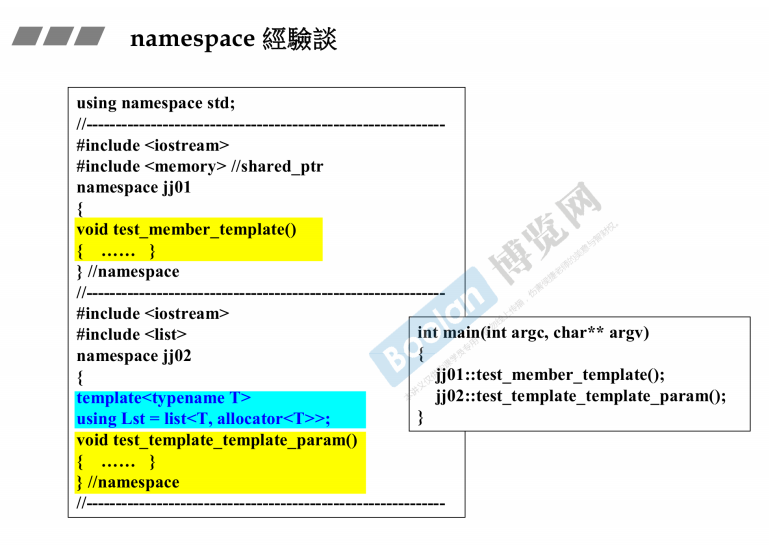 namespace 經驗談
using namespace std;
//----------------------------------------------------------------
#include <iostream>
#include <memory> //shared_ptr
namespace jj01
{
void test_member_template()
{ …… }
} //namespace
//----------------------------------------------------------------
#include <iostream>
#include <list>
namespace jj02
{
template<typename T>
using Lst = list<T, allocator<T>>;
void test_template_template_param()
{ …… }
} //namespace
//----------------------------------------------------------------
int main(int argc, char** argv)
{
jj01::test_member_template();
jj02::test_template_template_param();
}
Boolan 博览网